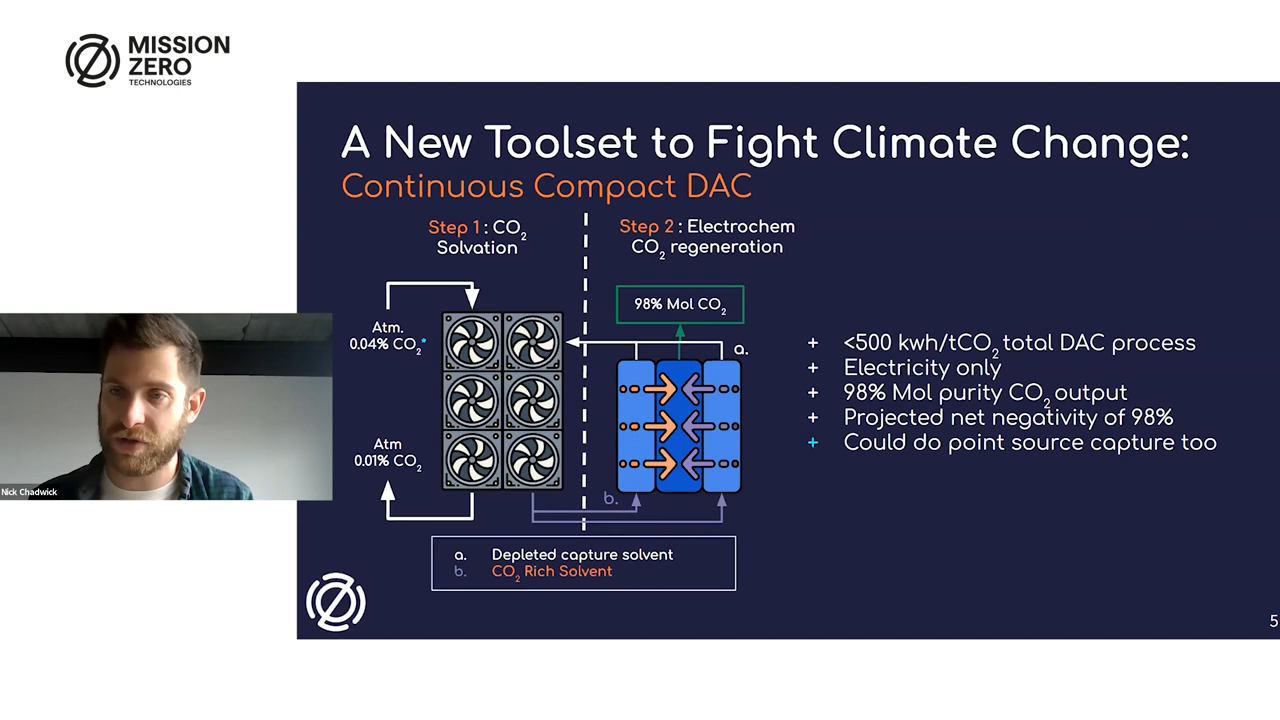 MISSION
ZERO
TECHNOLOGIES
A New Toolset to Fight Climate Change:
Continuous Compact DAC
Step 1 : CO2
Solvation
Step 2 : Electrochem
CO2 regeneration
98% Mol CO2
Atm.
0.04% CO2*
a.
Atm
0.01% CO2
b.
a. Depleted capture solvent
b. CO2 Rich Solvent
+ <500 kwh/tCO2 total DAC process
+ Electricity only
+ 98% Mol purity CO2 output
+ Projected net negativity of 98%
+ Could do point source capture too
Nick Chadwick
5